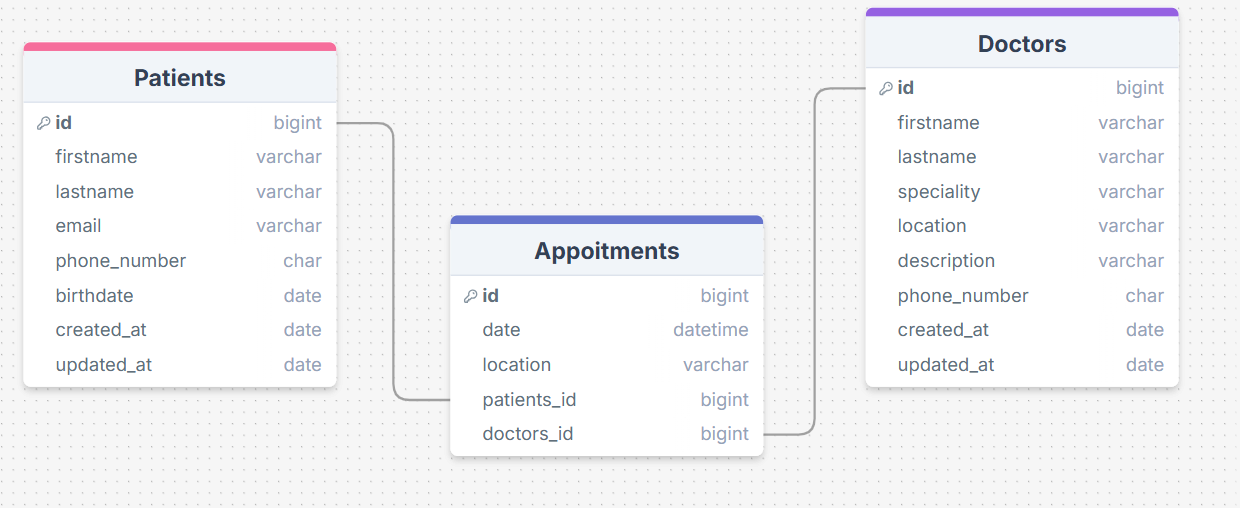 Patients
id bigint
firstname varchar
lastname varchar
email varchar
phone_number char
birthdate date
created_at date
updated_at date
Appoitments
id bigint
date datetime
location varchar
patients_id bigint
doctors_id bigint
Doctors
id bigint
firstname varchar
lastname varchar
speciality varchar
location varchar
description varchar
phone_number char
created_at date
updated_at date